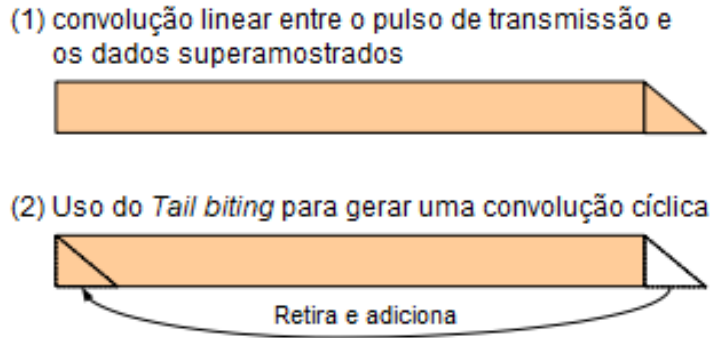 (1) convolução linear entre o pulso de transmissão e
os dados superamostrados
(2) Uso do Tail biting para gerar uma convolução cíclica
Retira e adiciona